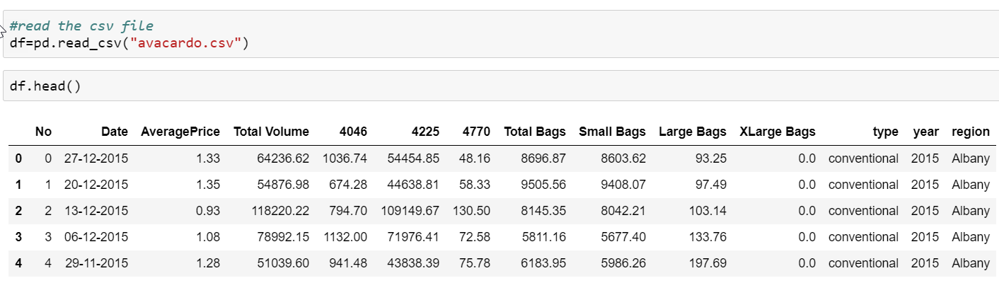 #read the csv file
df=pd.read_csv("avacardo.csv")
df.head()
No Date AveragePrice Total Volume 4046 4225 4770 Total Bags Small Bags Large Bags XLarge Bags type year region
0 0 27-12-2015 1.33 64236.62 1036.74 54454.85 48.16 8696.87 8603.62 93.25 0.0 conventional 2015 Albany
1 1 20-12-2015 1.35 54876.98 674.28 44638.81 58.33 9505.56 9408.07 97.49 0.0 conventional 2015 Albany
2 2 13-12-2015 0.93 118220.22 794.70 109149.67 130.50 8145.35 8042.21 103.14 0.0 conventional 2015 Albany
3 3 06-12-2015 1.08 78992.15 1132.00 71976.41 72.58 5811.16 5677.40 133.76 0.0 conventional 2015 Albany
4 4 29-11-2015 1.28 51039.60 941.48 43838.39 75.78 6183.95 5986.26 197.69 0.0 conventional 2015 Albany